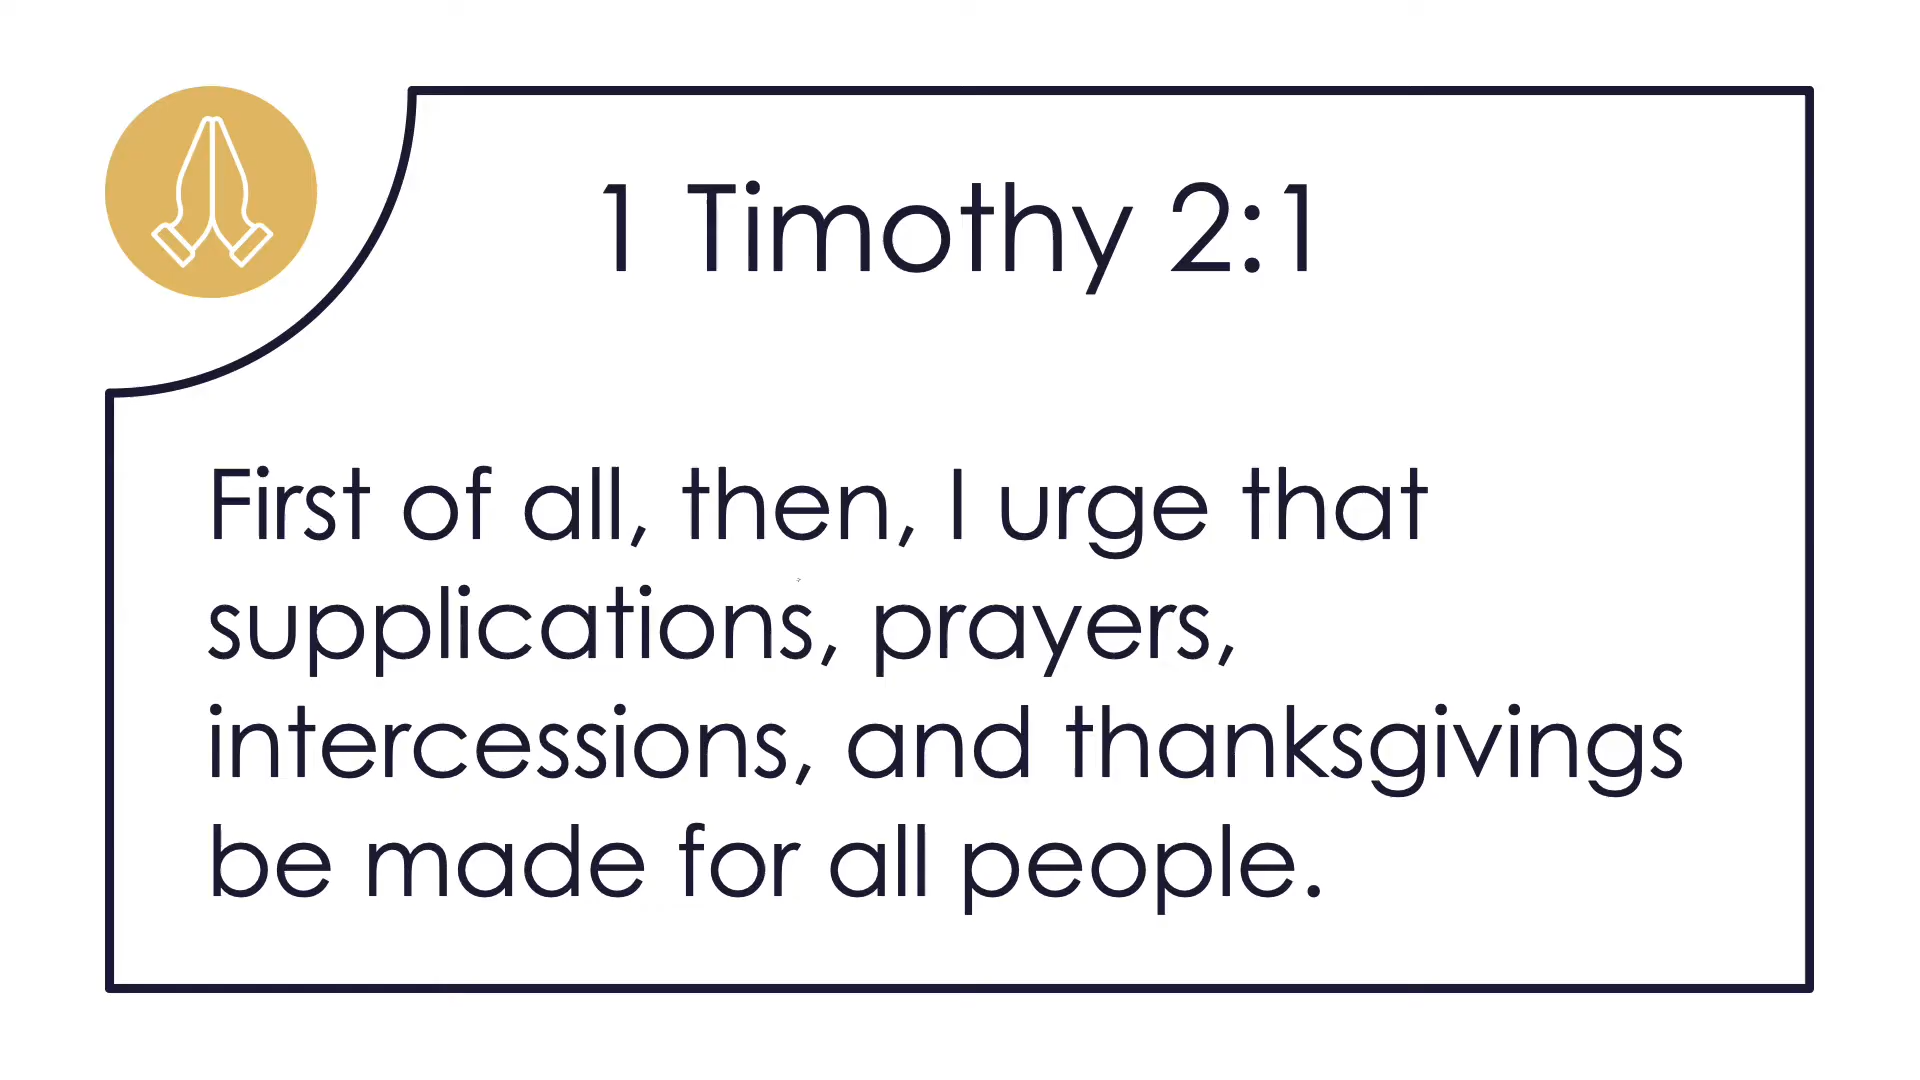 1 Timothy 2:1
First of all, then, I urge that
supplications, prayers,
intercessions, and thanksgivings
be made for all people.